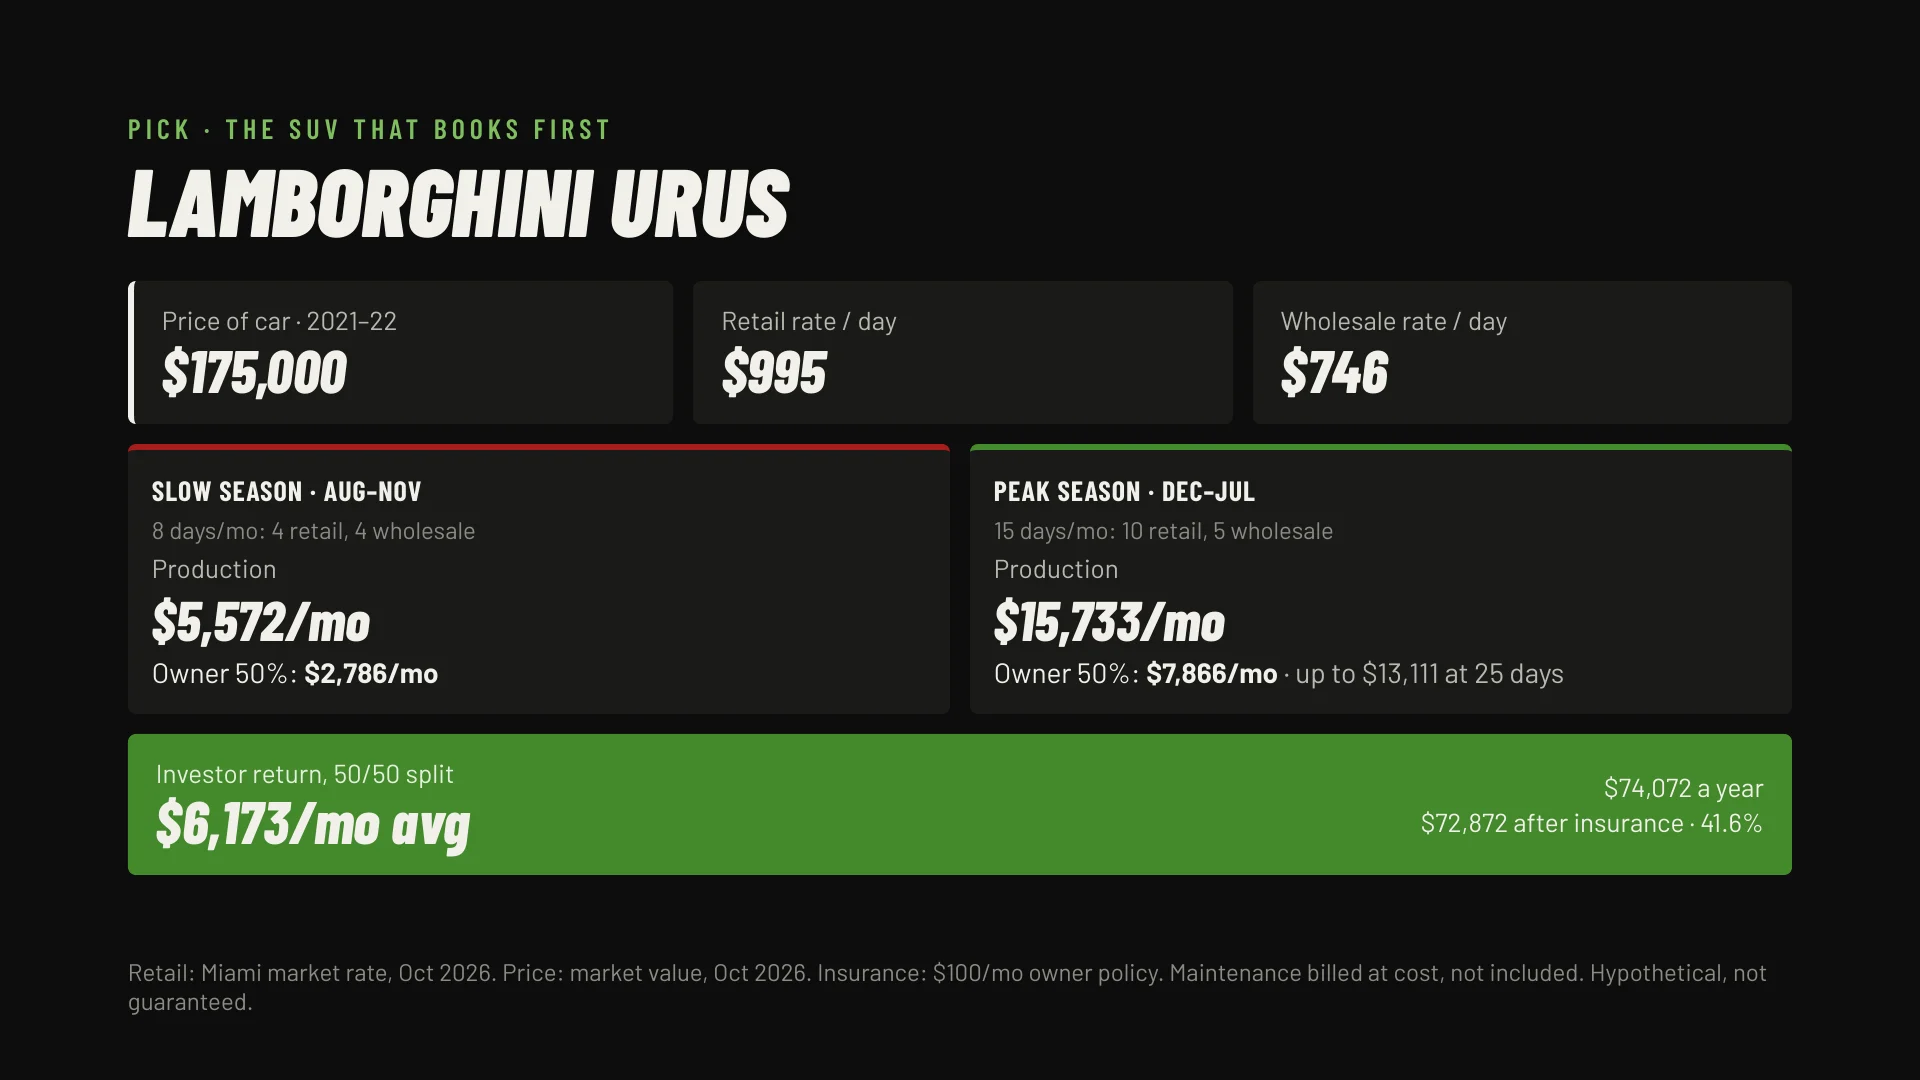 PICK · THE SUV THAT BOOKS FIRST
LAMBORGHINI URUS
Price of car · 2021–22
$175,000
Retail rate / day
$995
Wholesale rate / day
$746
SLOW SEASON · AUG–NOV
8 days/mo: 4 retail, 4 wholesale
Production
$5,572/mo
Owner 50%: $2,786/mo
PEAK SEASON · DEC–JUL
15 days/mo: 10 retail, 5 wholesale
Production
$15,733/mo
Owner 50%: $7,866/mo · up to $13,111 at 25 days
Investor return, 50/50 split
$6,173/mo avg
$74,072 a year
$72,872 after insurance · 41.6%
Retail: Miami market rate, Oct 2026. Price: market value, Oct 2026. Insurance: $100/mo owner policy. Maintenance billed at cost, not included. Hypothetical, not
guaranteed.